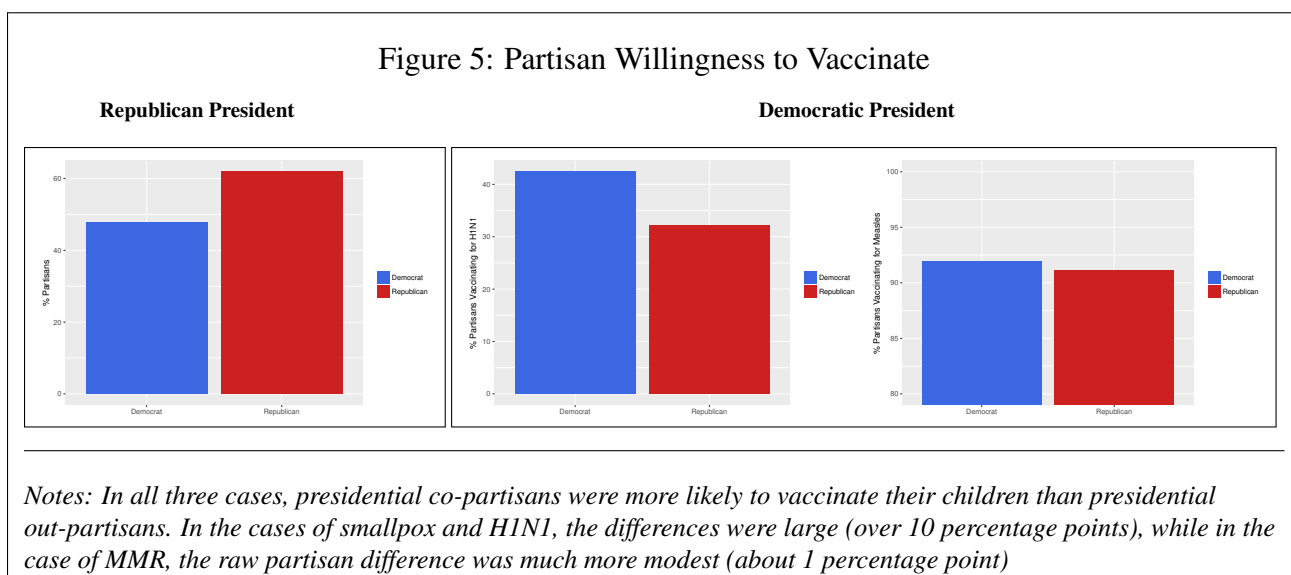 Figure 5: Partisan Willingness to Vaccinate
Republican President
Democratic President
% Partisans
60
40
20
0
Democrat
Republican
Democrat
Republican
% Partisans Vaccinating for H1N1
40
30
20
10
0
Democrat
Republican
Democrat
Republican
% Partisans Vaccinating for Measles
100
95
90
85
80
Democrat
Republican
Democrat
Republican
Notes: In all three cases, presidential co-partisans were more likely to vaccinate their children than presidential
out-partisans. In the cases of smallpox and H1N1, the differences were large (over 10 percentage points), while in the
case of MMR, the raw partisan difference was much more modest (about 1 percentage point)